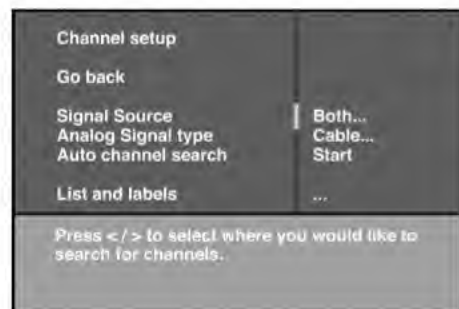 Channel setup
Go back
Signal Source Both...
Analog Signal type Cable...
Auto channel search Start
List and labels ...
Press < / > to select where you would like to
search for channels.